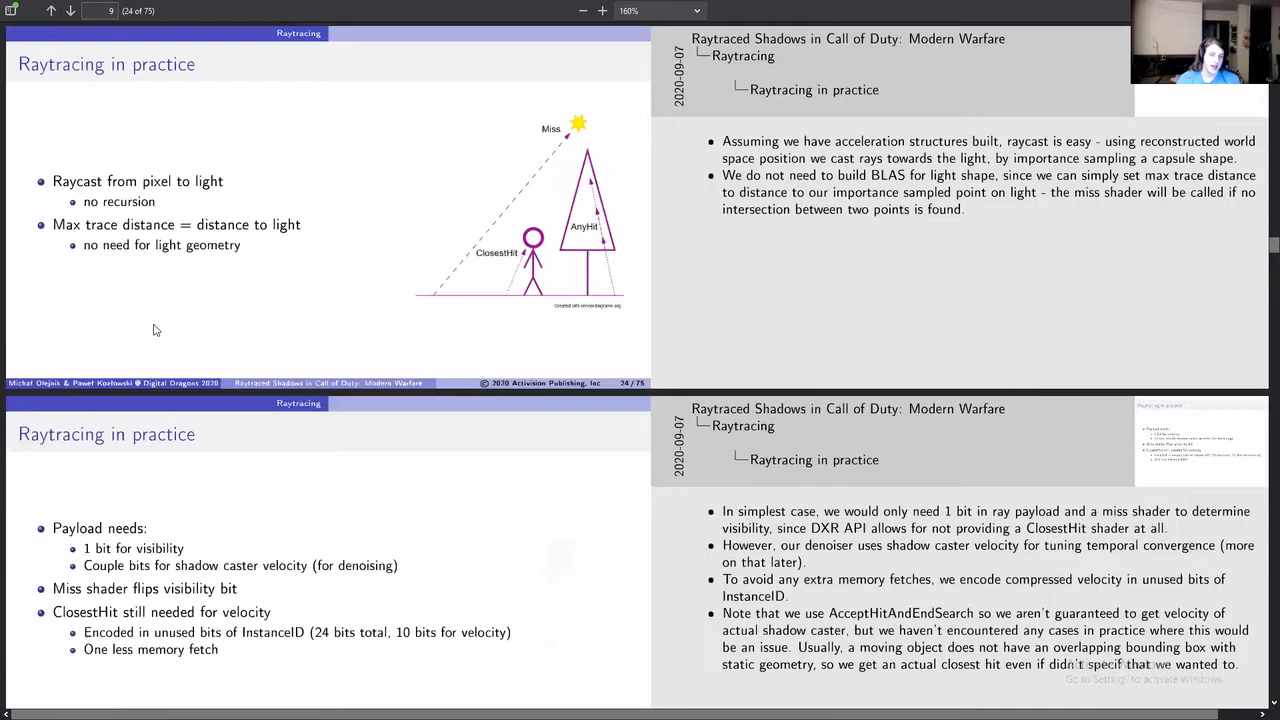 9 (24 of 75) 160%
Raytracing
Raytracing in practice
Raycast from pixel to light
no recursion
Max trace distance = distance to light
no need for light geometry
Miss
AnyHit
ClosestHit
Michał Olejnik & Paweł Kozłowski @ Digital Dragons 2020 Raytraced Shadows in Call of Duty: Modern Warfare © 2020 Activision Publishing, Inc 24 / 75
2020-09-07
Raytraced Shadows in Call of Duty: Modern Warfare
Raytracing
Raytracing in practice
Assuming we have acceleration structures built, raycast is easy - using reconstructed world
space position we cast rays towards the light, by importance sampling a capsule shape.
We do not need to build BLAS for light shape, since we can simply set max trace distance
to distance to our importance sampled point on light - the miss shader will be called if no
intersection between two points is found.
Raytracing
Raytracing in practice
Payload needs:
1 bit for visibility
Couple bits for shadow caster velocity (for denoising)
Miss shader flips visibility bit
ClosestHit still needed for velocity
Encoded in unused bits of InstanceID (24 bits total, 10 bits for velocity)
One less memory fetch
2020-09-07
Raytraced Shadows in Call of Duty: Modern Warfare
Raytracing
Raytracing in practice
In simplest case, we would only need 1 bit in ray payload and a miss shader to determine
visibility, since DXR API allows for not providing a ClosestHit shader at all.
However, our denoiser uses shadow caster velocity for tuning temporal convergence (more
on that later).
To avoid any extra memory fetches, we encode compressed velocity in unused bits of
InstanceID.
Note that we use AcceptHitAndEndSearch so we aren't guaranteed to get velocity of
actual shadow caster, but we haven't encountered any cases in practice where this would
be an issue. Usually, a moving object does not have an overlapping bounding box with
static geometry, so we get an actual closest hit even if didn't specif that we wanted to.
Go to Settings to activate Windows.